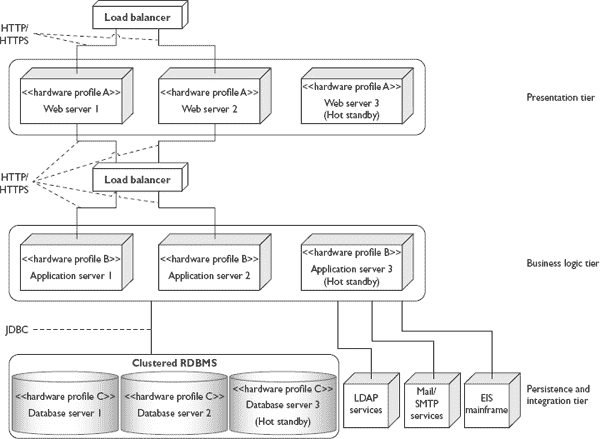 Load balancer
HTTP/
HTTPS
<<hardware profile A>>
Web server 1
<<hardware profile A>>
Web server 2
<<hardware profile A>>
Web server 3
(Hot standby)
Presentation tier
HTTP/
HTTPS
Load balancer
<<hardware profile B>>
Application server 1
<<hardware profile B>>
Application server 2
<<hardware profile B>>
Application server 3
(Hot standby)
Business logic tier
JDBC
Clustered RDBMS
<<hardware profile C>>
Database server 1
<<hardware profile C>>
Database server 2
<<hardware profile C>>
Database server 3
(Hot standby)
LDAP
services
Mail/
SMTP
services
EIS
mainframe
Persistence and
integration tier